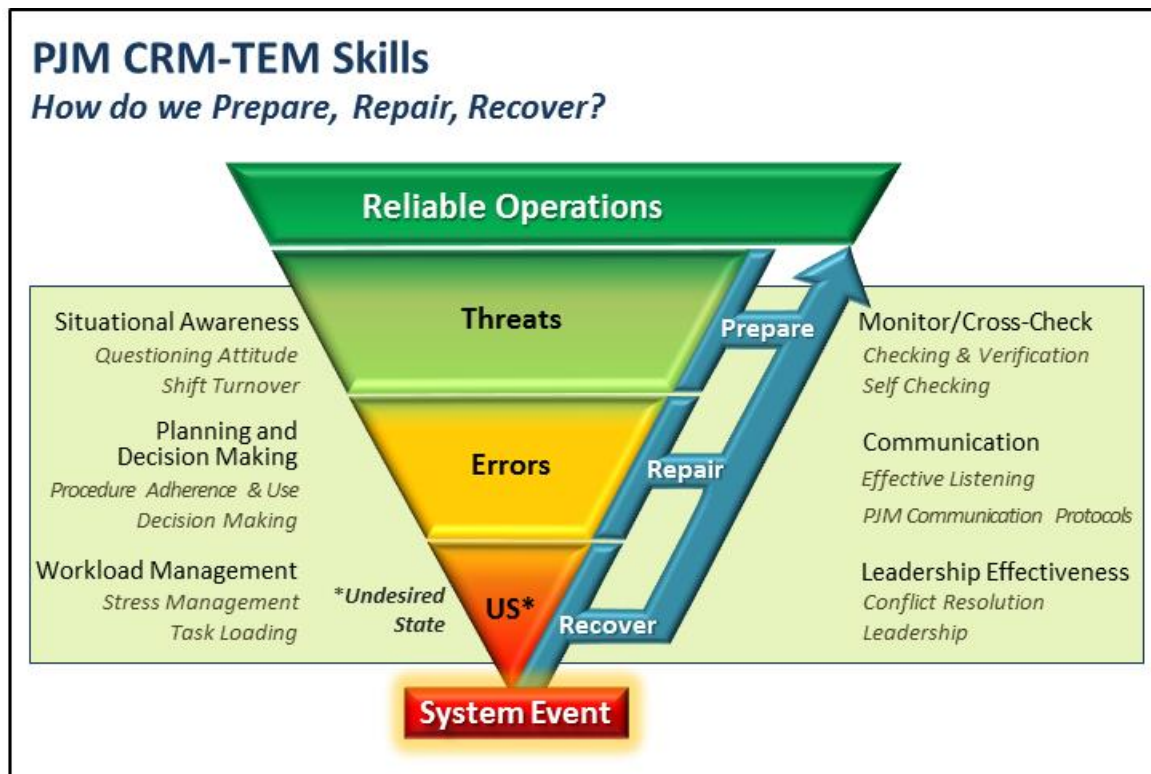 PJM CRM-TEM Skills
How do we Prepare, Repair, Recover?
Reliable Operations
Situational Awareness
Questioning Attitude
Shift Turnover
Planning and
Decision Making
Procedure Adherence & Use
Decision Making
Workload Management
Stress Management
Task Loading
*Undesired
State
Threats
Errors
US*
Prepare
Repair
Recover
Monitor/Cross-Check
Checking & Verification
Self Checking
Communication
Effective Listening
PJM Communication Protocols
Leadership Effectiveness
Conflict Resolution
Leadership
System Event